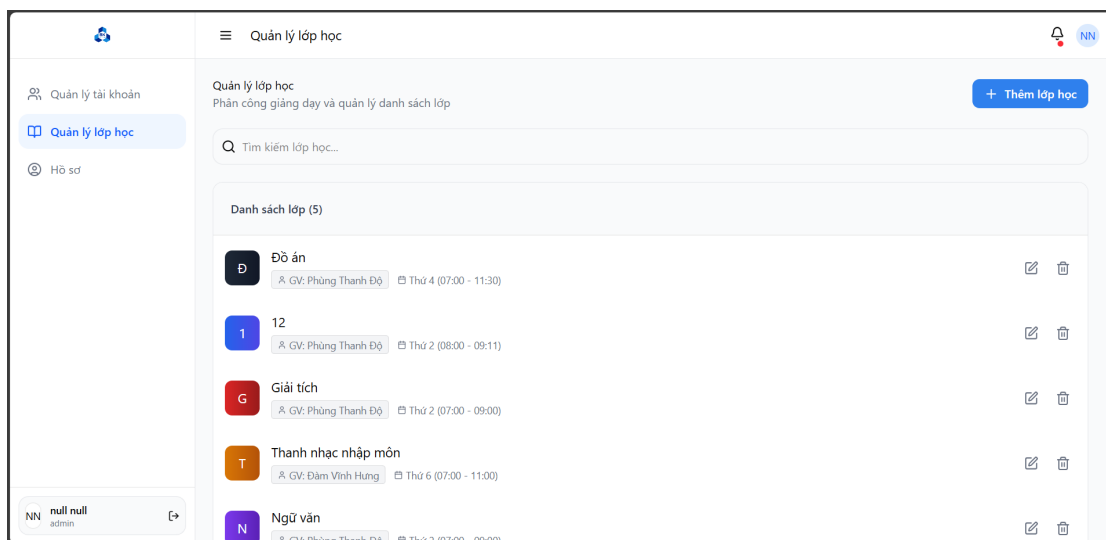 Quản lý lớp học
NN
Quản lý tài khoản
Quản lý lớp học
Hồ sơ
null null
NN
admin
Quản lý lớp học
Phân công giảng dạy và quản lý danh sách lớp
+ Thêm lớp học
Tìm kiếm lớp học...
Danh sách lớp (5)
Đ
Đồ án
GV: Phùng Thanh Độ Thứ 4 (07:00 - 11:30)
1
12
GV: Phùng Thanh Độ Thứ 2 (08:00 - 09:11)
G
Giải tích
GV: Phùng Thanh Độ Thứ 2 (07:00 - 09:00)
T
Thanh nhạc nhập môn
GV: Đàm Vĩnh Hưng Thứ 6 (07:00 - 11:00)
N
Ngữ văn
GV: Phùng Thanh Độ